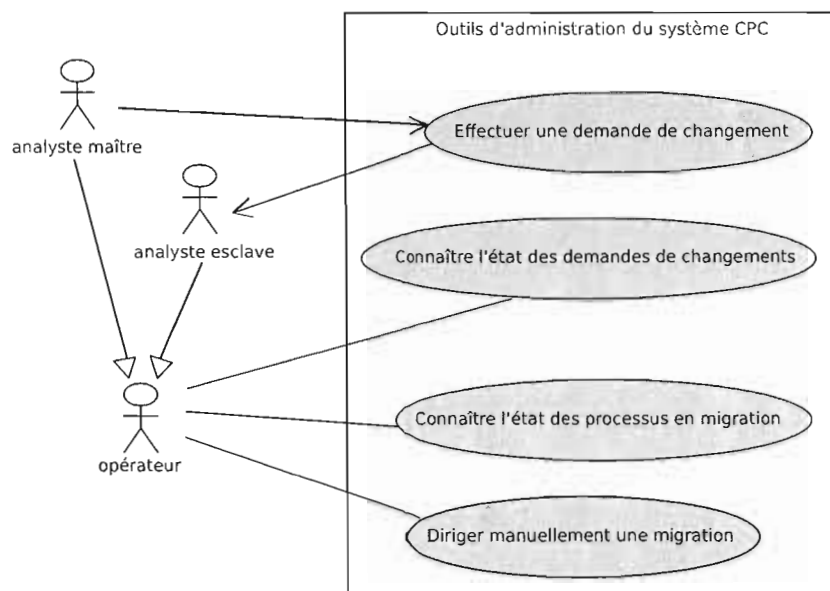 Outils d'administration du système CPC
analyste maître
Effectuer une demande de changement
analyste esclave
Connaître l'état des demandes de changements
opérateur
Connaître l'état des processus en migration
Diriger manuellement une migration